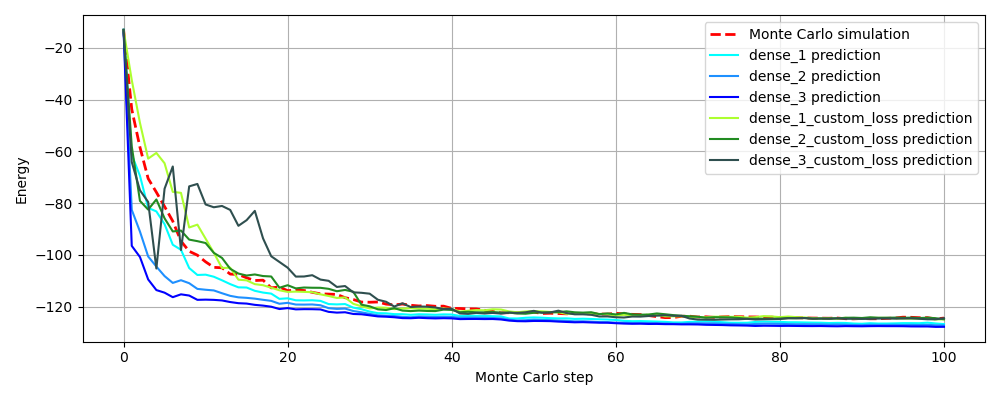 −20
−40
−60
−80
−100
−120
0
20
40
60
80
100
Energy
Monte Carlo step
Monte Carlo simulation
dense_1 prediction
dense_2 prediction
dense_3 prediction
dense_1_custom_loss prediction
dense_2_custom_loss prediction
dense_3_custom_loss prediction